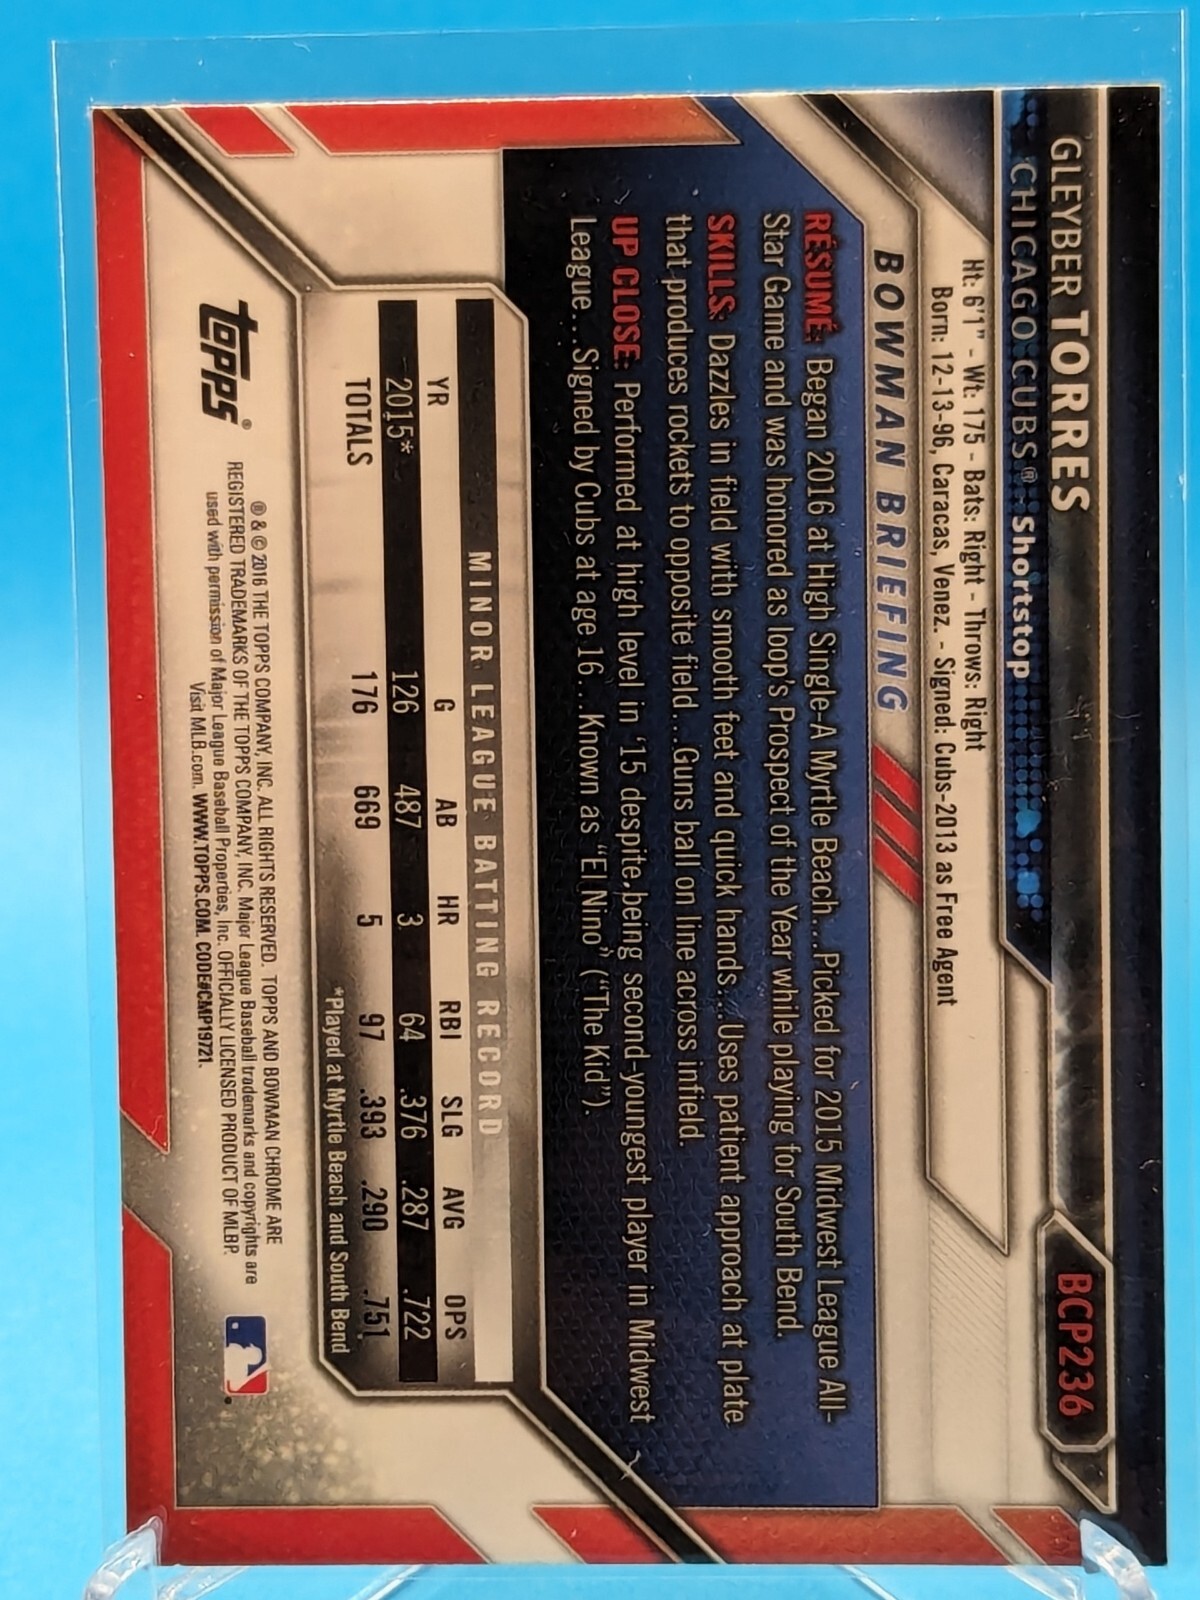 GLEYBER TORRES
BCP236
CHICAGO CUBS® - Shortstop
Ht: 6'1" - Wt: 175 - Bats: Right - Throws: Right
Born: 12-13-96, Caracas, Venez. - Signed: Cubs-2013 as Free Agent
BOWMAN BRIEFING
RÉSUMÉ: Began 2016 at High Single-A Myrtle Beach....Picked for 2015 Midwest League All-
Star Game and was honored as loop's Prospect of the Year while playing for South Bend.
SKILLS: Dazzles in field with smooth feet and quick hands....Uses patient approach at plate
that produces rockets to opposite field....Guns ball on line across infield.
UP CLOSE: Performed at high level in '15 despite being second-youngest player in Midwest
League....Signed by Cubs at age 16....Known as "El Nino" ("The Kid").
MINOR LEAGUE BATTING RECORD
YR G AB HR RBI SLG AVG OPS
2015* 126 487 3 64 .376 .287 .722
TOTALS 176 669 5 97 .393 .290 .751
*Played at Myrtle Beach and South Bend
topps®
® & © 2016 THE TOPPS COMPANY, INC. ALL RIGHTS RESERVED. TOPPS AND BOWMAN CHROME ARE
REGISTERED TRADEMARKS OF THE TOPPS COMPANY, INC. Major League Baseball trademarks and copyrights are
used with permission of Major League Baseball Properties, Inc. OFFICIALLY LICENSED PRODUCT OF MLBP.
Visit MLB.com. WWW.TOPPS.COM. CODE#CMP19721.